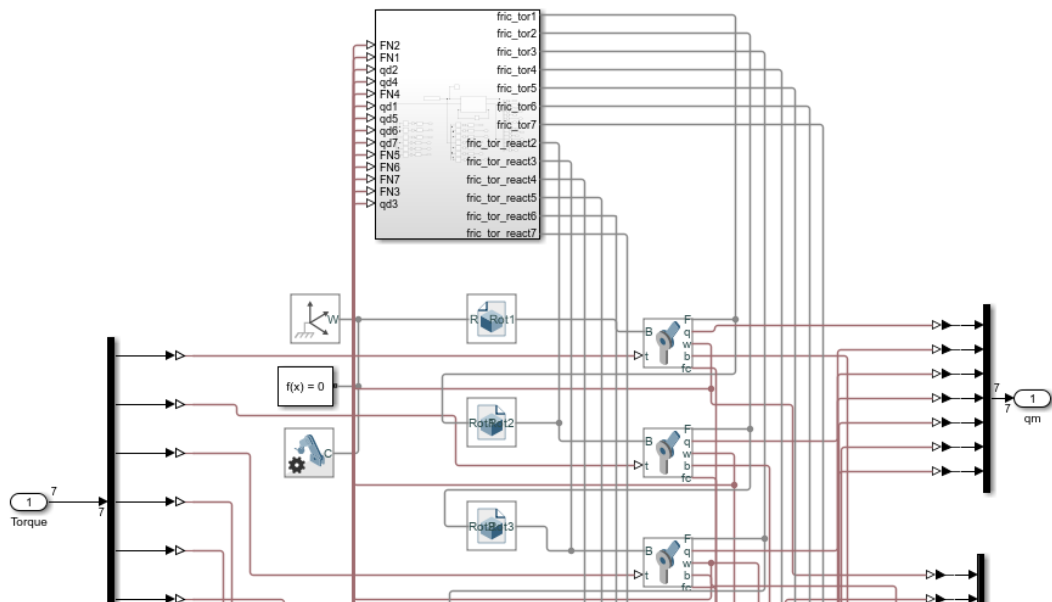 fric_tor1
fric_tor2
fric_tor3
fric_tor4
fric_tor5
fric_tor6
fric_tor7
fric_tor_react2
fric_tor_react3
fric_tor_react4
fric_tor_react5
fric_tor_react6
fric_tor_react7
FN2
FN1
qd2
qd4
FN4
qd1
qd5
qd6
qd7
FN5
FN6
FN7
FN3
qd3
W
R Rot1
B
t
F
q
w
b
fc
f(x) = 0
C
Rot2
B
t
F
q
w
b
fc
Rot3
B
t
F
q
w
b
fc
1
7
7
Torque
7
7
1
qm